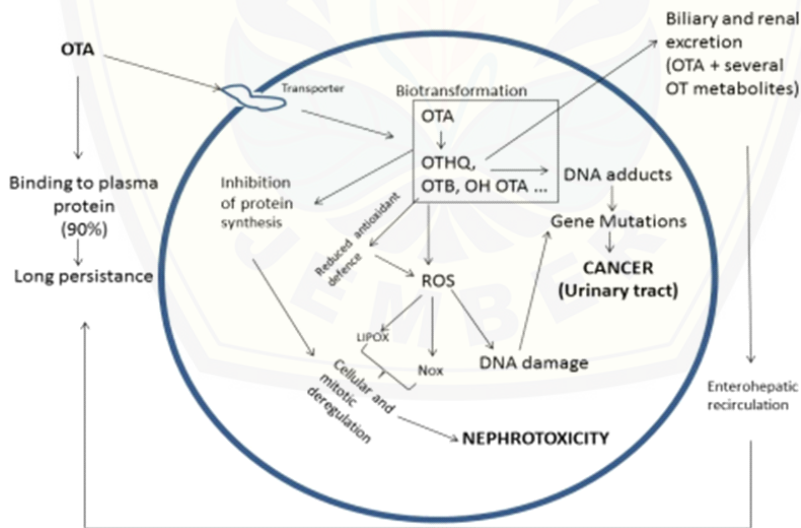 OTA
Binding to plasma
protein
(90%)
Long persistance
Transporter
Biotransformation
OTA
OTHQ,
OTB, OH OTA ...
Biliary and renal
excretion
(OTA + several
OT metabolites)
Inhibition
of protein
synthesis
Reduced antioxidant
defence
DNA adducts
Gene Mutations
CANCER
(Urinary tract)
ROS
LIPOX
Nox
DNA damage
Cellular and
mitotic
deregulation
NEPHROTOXICITY
Enterohepatic
recirculation
JEMBER